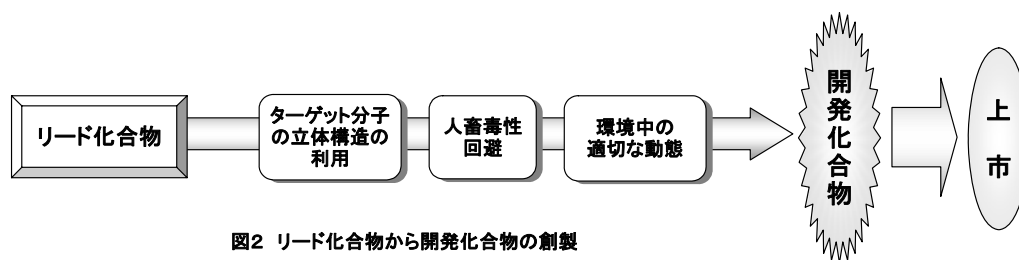 リード化合物
ターゲット分子
の立体構造の
利用
人畜毒性
回避
環境中の
適切な動態
開発化合物
上市
図2 リード化合物から開発化合物の創製